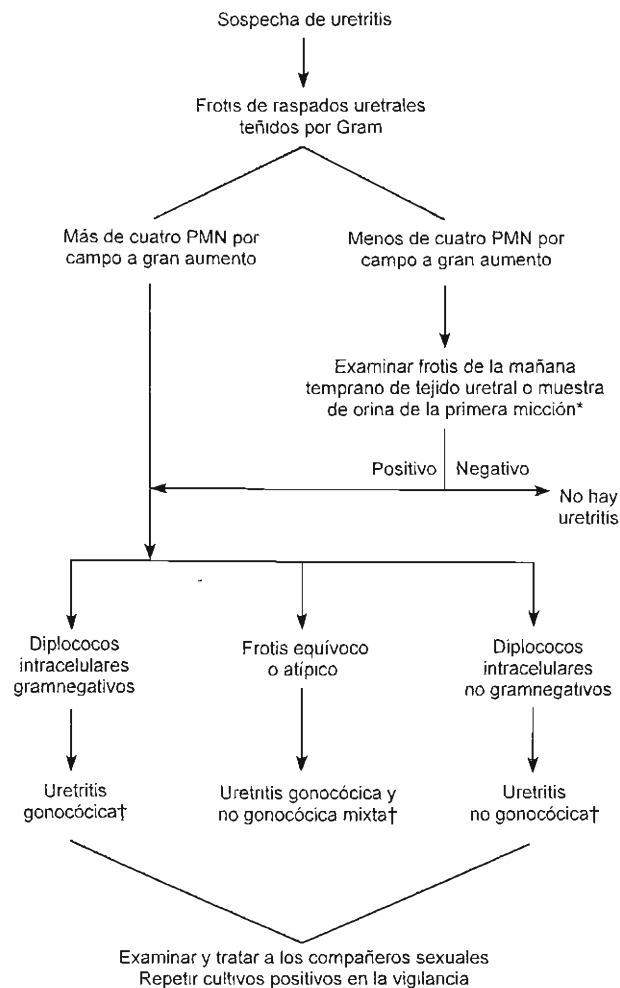 Sospecha de uretritis
Frotis de raspados uretrales
teñidos por Gram
Más de cuatro PMN por
campo a gran aumento
Menos de cuatro PMN por
campo a gran aumento
Examinar frotis de la mañana
temprano de tejido uretral o muestra
de orina de la primera micción*
Positivo
Negativo
No hay
uretritis
Diplococos
intracelulares
gramnegativos
Frotis equívoco
o atípico
Diplococos
intracelulares
no gramnegativos
Uretritis
gonocócica†
Uretritis gonocócica y
no gonocócica mixta†
Uretritis
no gonocócica†
Examinar y tratar a los compañeros sexuales
Repetir cultivos positivos en la vigilancia